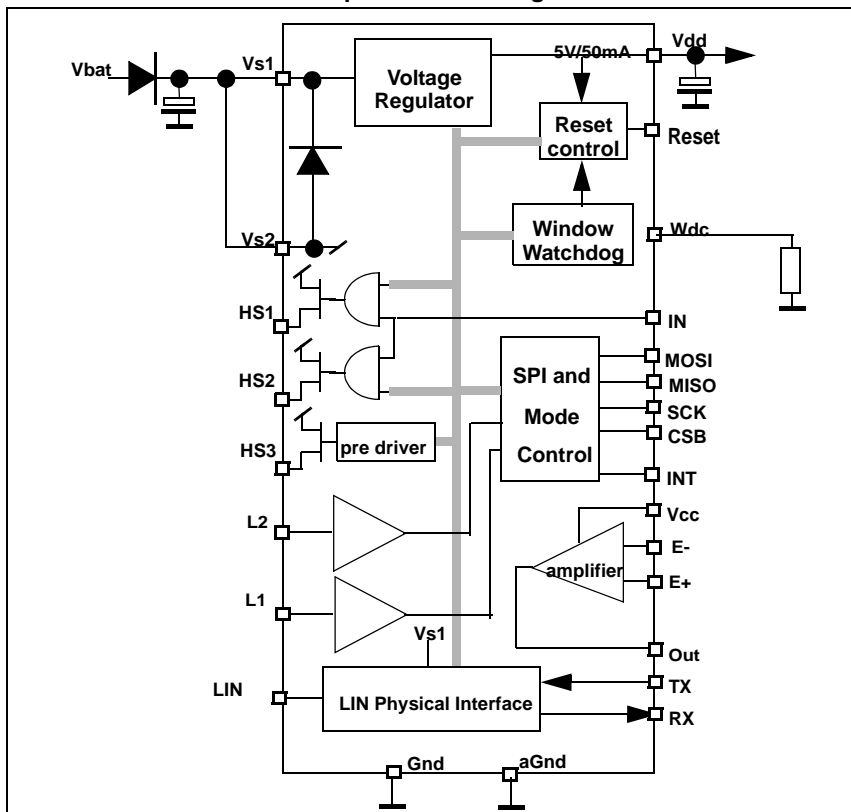 Vbat
Vs1
5V/50mA
Vdd
Voltage
Regulator
Reset
control
Reset
Window
Watchdog
Wdc
Vs2
HS1
IN
HS2
SPI and
Mode
Control
MOSI
MISO
SCK
CSB
INT
HS3
pre driver
L2
Vcc
E-
amplifier
E+
L1
Vs1
Out
LIN
LIN Physical Interface
TX
RX
Gnd
aGnd